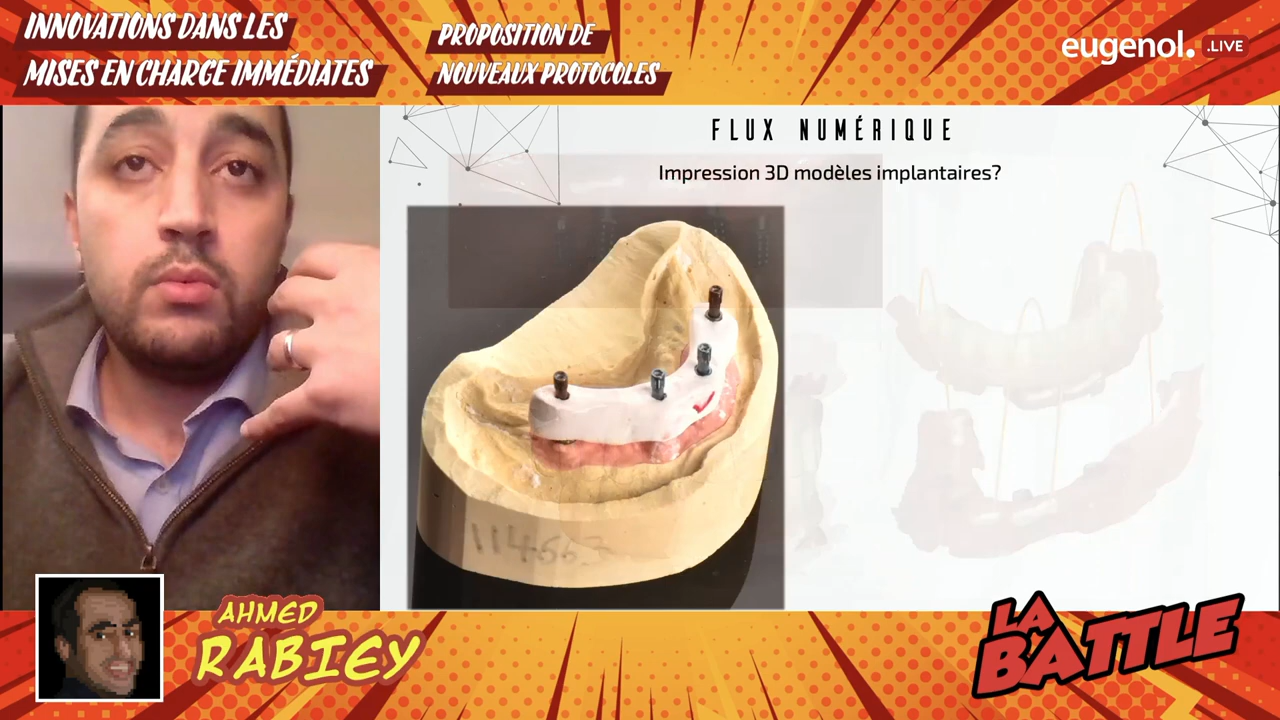 INNOVATIONS DANS LES
MISES EN CHARGE IMMÉDIATES
PROPOSITION DE
NOUVEAUX PROTOCOLES
eugenol. .LIVE
FLUX NUMÉRIQUE
Impression 3D modèles implantaires?
AHMED
RABIEY
LA
BATTLE